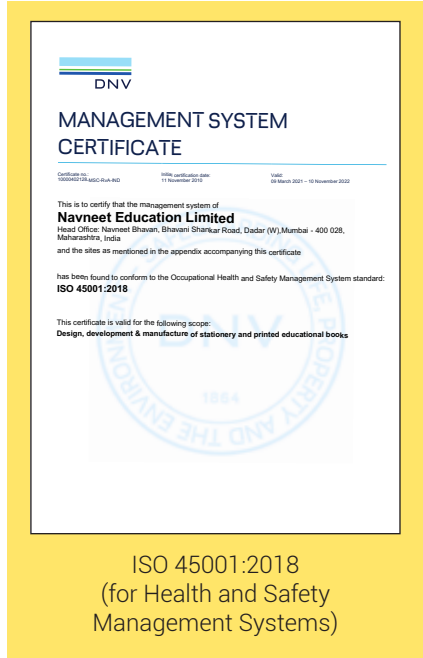 DNV
MANAGEMENT SYSTEM
CERTIFICATE
Certificate no.:
Initial certification date:
11 November 2010
Valid:
09 March 2021 – 10 November 2022
This is to certify that the management system of
Navneet Education Limited
Head Office: Navneet Bhavan, Bhavani Shankar Road, Dadar (W),Mumbai - 400 028,
Maharashtra, India
and the sites as mentioned in the appendix accompanying this certificate
has been found to conform to the Occupational Health and Safety Management System standard:
ISO 45001:2018
This certificate is valid for the following scope:
Design, development & manufacture of stationery and printed educational books
DNV
1864
ISO 45001:2018
(for Health and Safety
Management Systems)